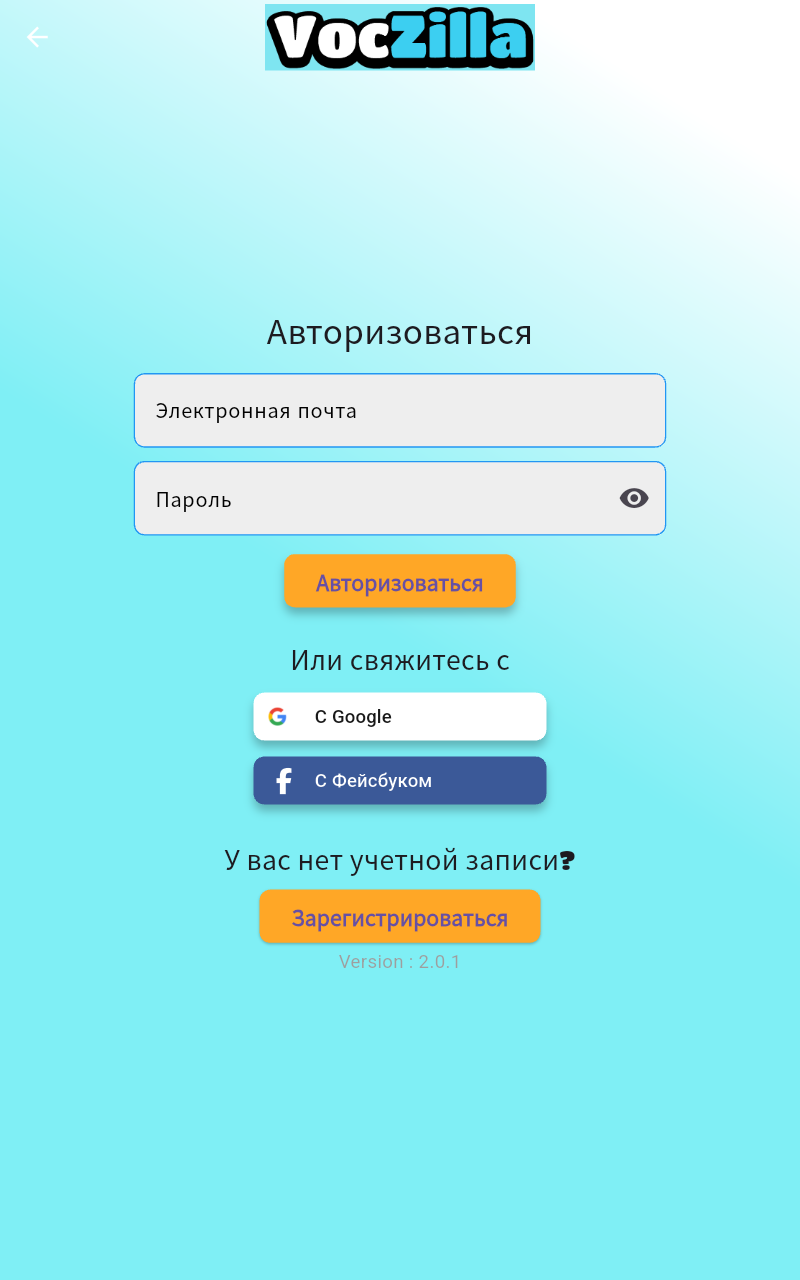 VocZilla
Авторизоваться
Электронная почта
Пароль
Авторизоваться
Или свяжитесь с
С Google
С Фейсбуком
У вас нет учетной записи?
Зарегистрироваться
Version : 2.0.1